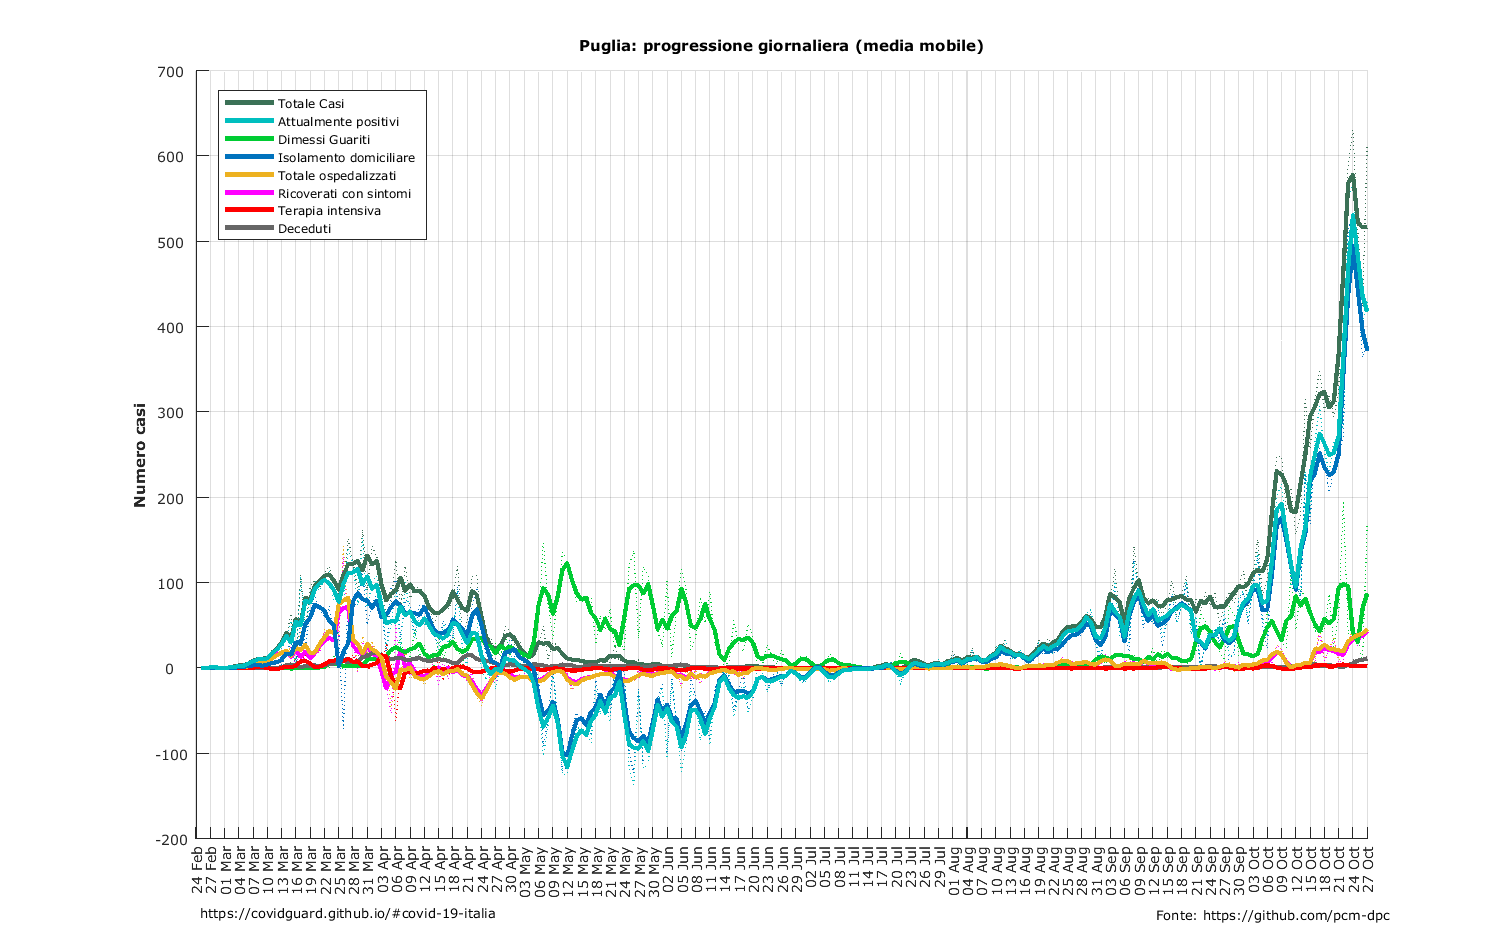 Puglia: progressione giornaliera (media mobile)
700
600
500
400
300
200
100
0
-100
-200
Numero casi
Totale Casi
Attualmente positivi
Dimessi Guariti
Isolamento domiciliare
Totale ospedalizzati
Ricoverati con sintomi
Terapia intensiva
Deceduti
24 Feb
27 Feb
01 Mar
04 Mar
07 Mar
10 Mar
13 Mar
16 Mar
19 Mar
22 Mar
25 Mar
28 Mar
31 Mar
03 Apr
06 Apr
09 Apr
12 Apr
15 Apr
18 Apr
21 Apr
24 Apr
27 Apr
30 Apr
03 May
06 May
09 May
12 May
15 May
18 May
21 May
24 May
27 May
30 May
02 Jun
05 Jun
08 Jun
11 Jun
14 Jun
17 Jun
20 Jun
23 Jun
26 Jun
29 Jun
02 Jul
05 Jul
08 Jul
11 Jul
14 Jul
17 Jul
20 Jul
23 Jul
26 Jul
29 Jul
01 Aug
04 Aug
07 Aug
10 Aug
13 Aug
16 Aug
19 Aug
22 Aug
25 Aug
28 Aug
31 Aug
03 Sep
06 Sep
09 Sep
12 Sep
15 Sep
18 Sep
21 Sep
24 Sep
27 Sep
30 Sep
03 Oct
06 Oct
09 Oct
12 Oct
15 Oct
18 Oct
21 Oct
24 Oct
27 Oct
https://covidguard.github.io/#covid-19-italia
Fonte: https://github.com/pcm-dpc